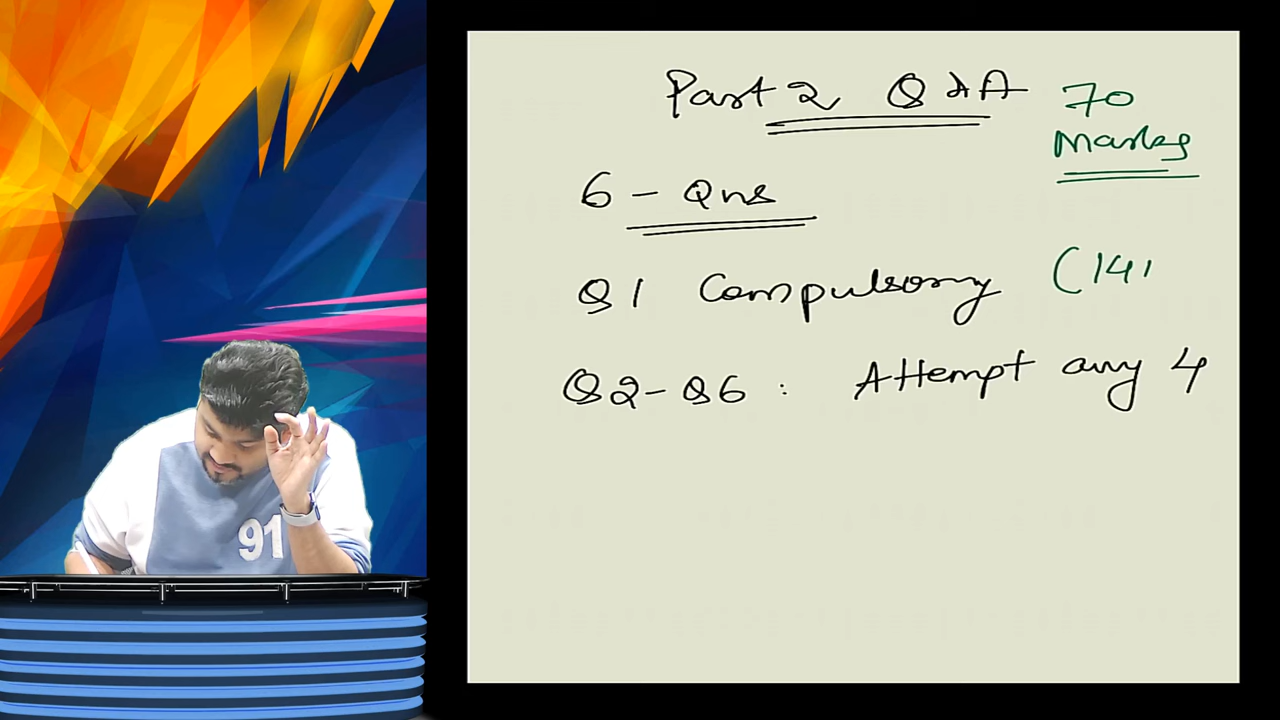 Part 2 Q & A 70
Marks
6 - Qns
Q1 Compulsory (14
Q2-Q6 : Attempt any 4
91